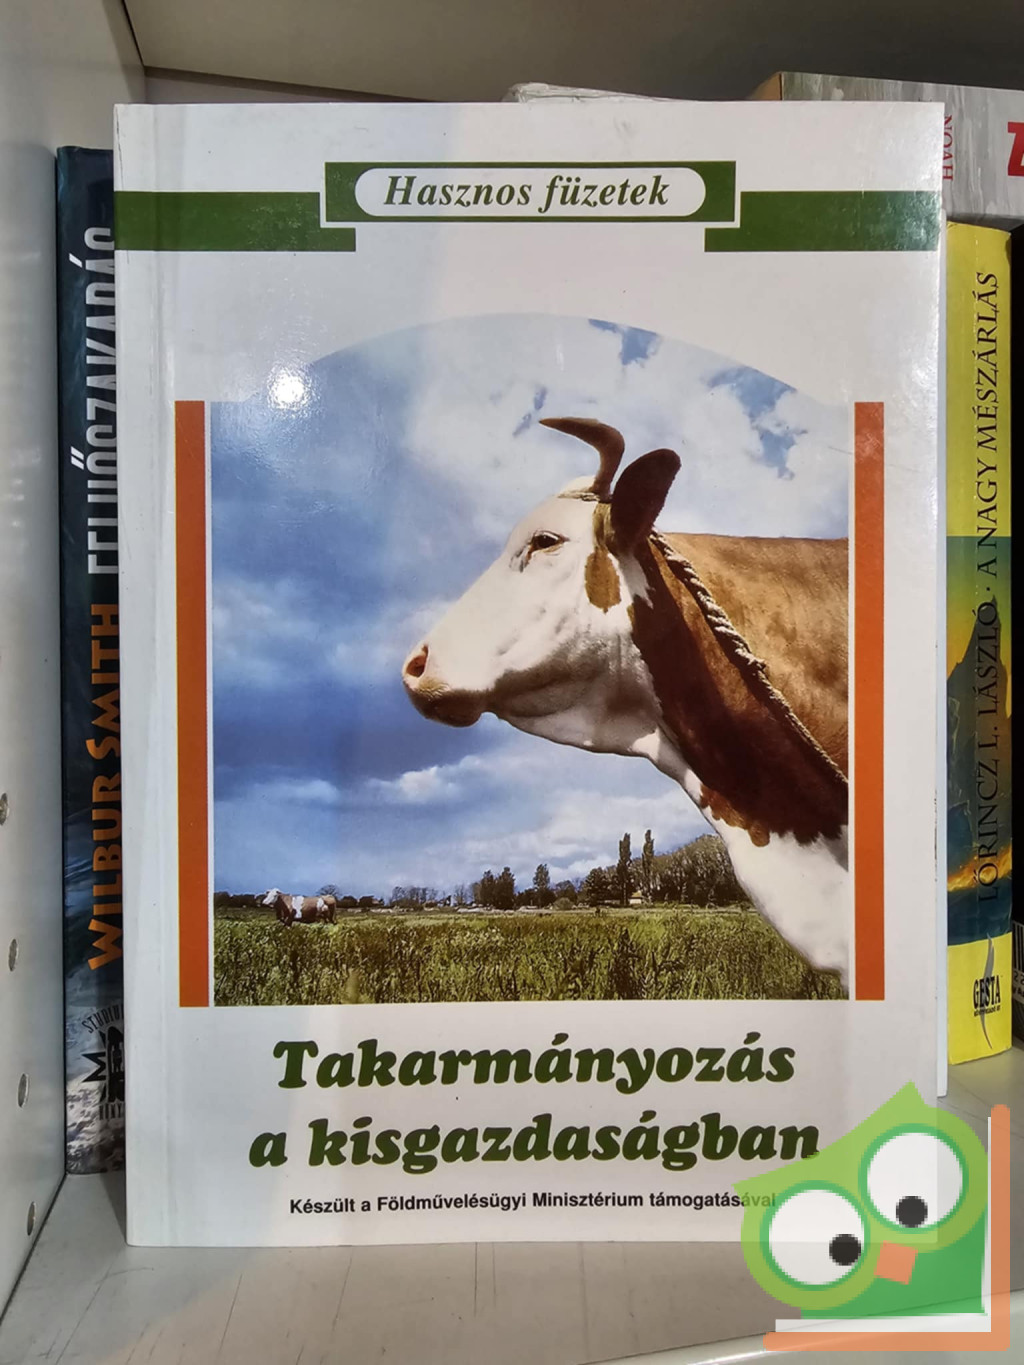 Hasznos füzetek
Takarmányozás
a kisgazdaságban
Készült a Földművelésügyi Minisztérium támogatásával
WILBUR SMITH FELHŐSZAKADÁS
LŐRINCZ L. LÁSZLÓ · A NAGY MÉSZÁRLÁS
GESTA